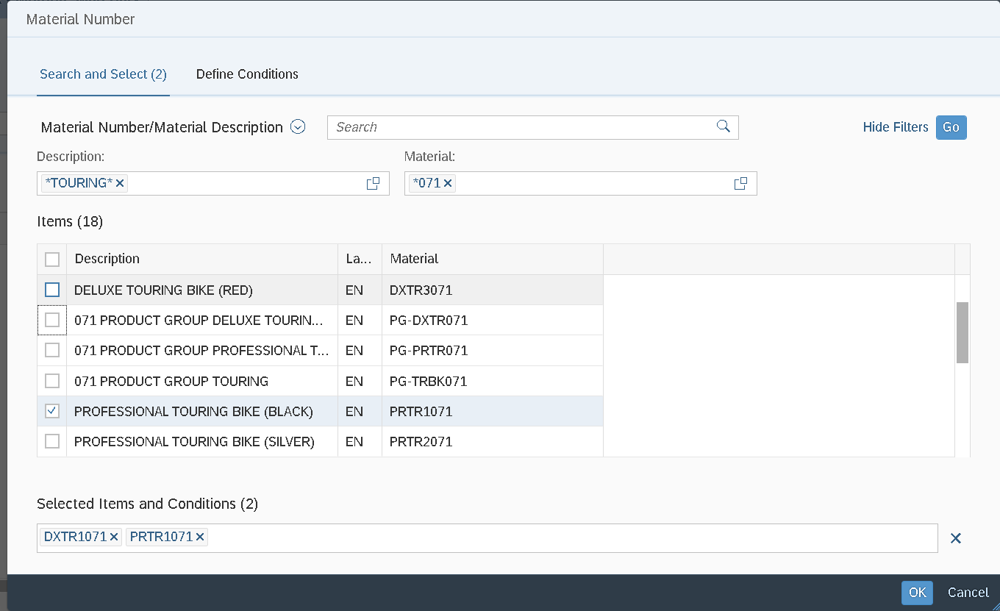 Material Number
Search and Select (2) Define Conditions
Material Number/Material Description Search Hide Filters Go
Description: Material:
*TOURING* *071
Items (18)
Description La... Material
DELUXE TOURING BIKE (RED) EN DXTR3071
071 PRODUCT GROUP DELUXE TOURIN... EN PG-DXTR071
071 PRODUCT GROUP PROFESSIONAL T... EN PG-PRTR071
071 PRODUCT GROUP TOURING EN PG-TRBK071
PROFESSIONAL TOURING BIKE (BLACK) EN PRTR1071
PROFESSIONAL TOURING BIKE (SILVER) EN PRTR2071
Selected Items and Conditions (2)
DXTR1071 PRTR1071
OK Cancel